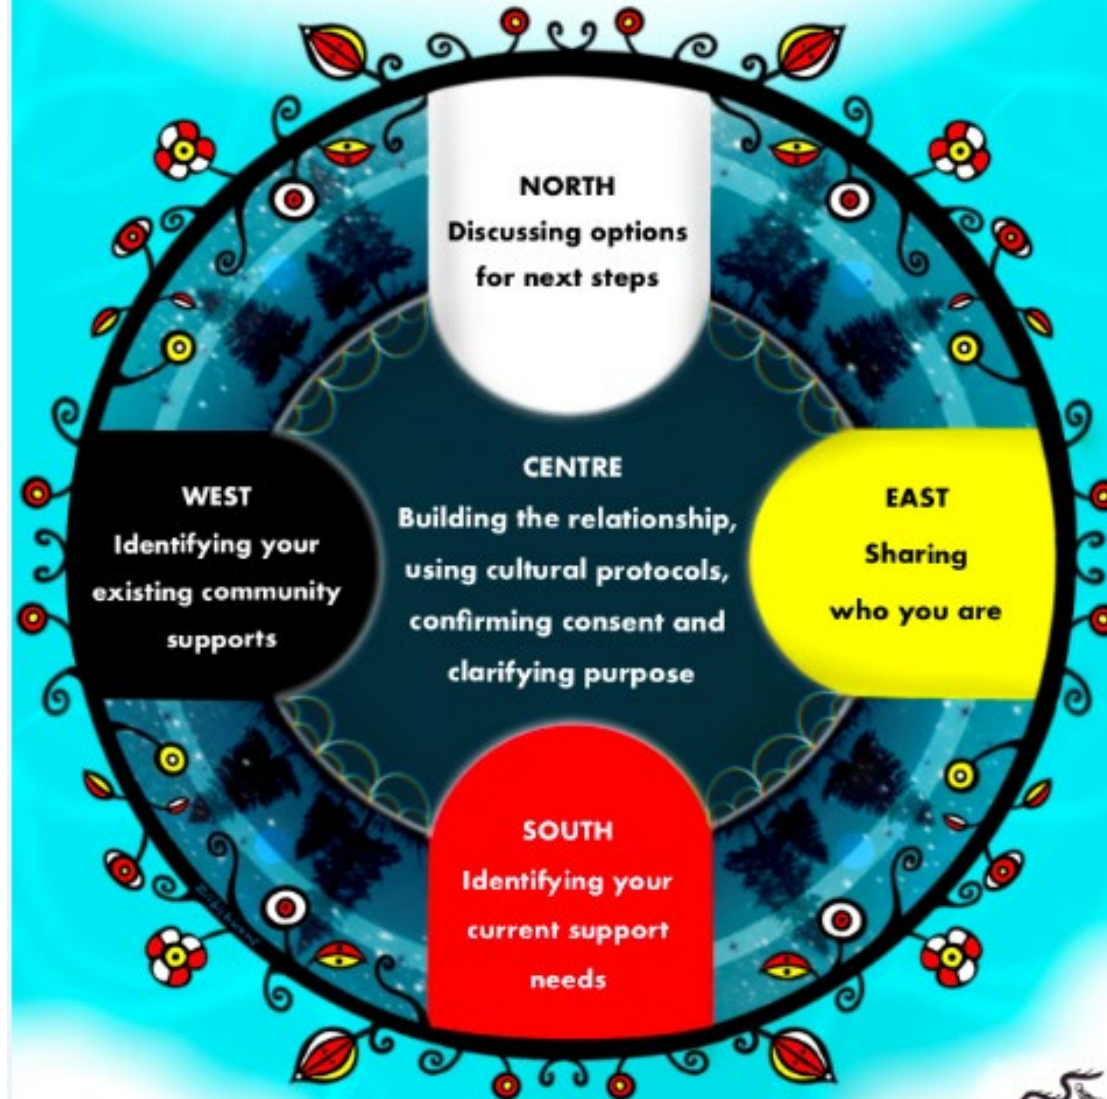 NORTH
Discussing options
for next steps
WEST
Identifying your
existing community
supports
CENTRE
Building the relationship,
using cultural protocols,
confirming consent and
clarifying purpose
EAST
Sharing
who you are
SOUTH
Identifying your
current support
needs